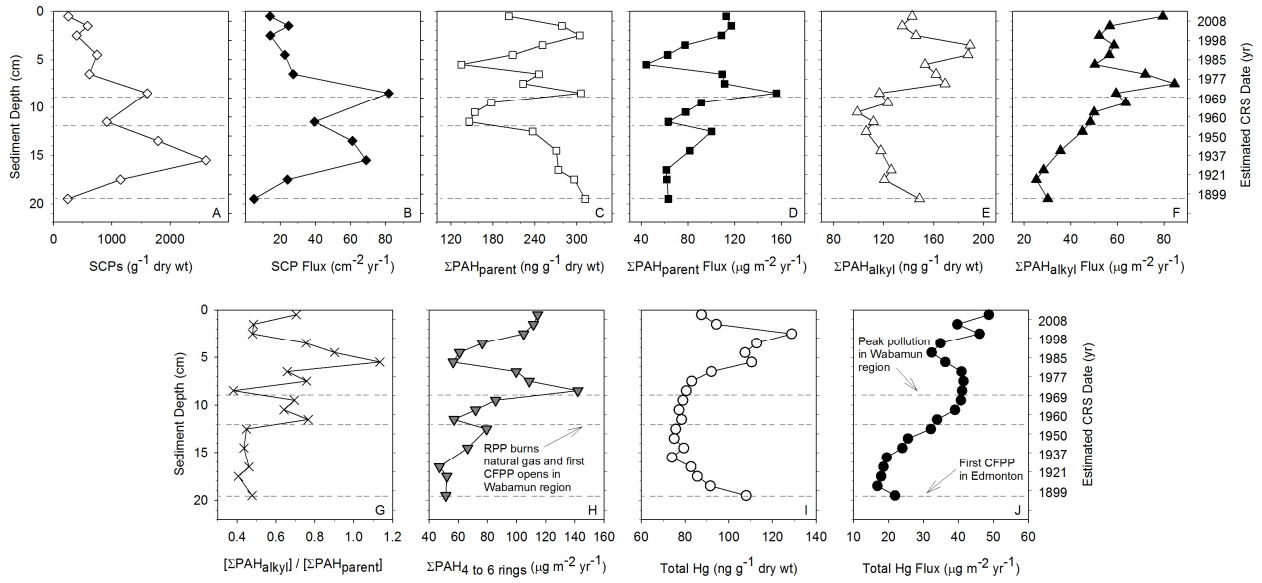 0
5
10
15
20
Sediment Depth (cm)
A
B
C
D
E
F
2008
1998
1985
1977
1969
1960
1950
1937
1921
1899
Estimated CRS Date (yr)
0 1000 2000
SCPs (g⁻¹ dry wt)
0 40 80
SCP Flux (cm⁻² yr⁻¹)
120 240 360
ΣPAHparent (ng g⁻¹ dry wt)
40 80 120 160
ΣPAHparent Flux (μg m⁻² yr⁻¹)
80 120 160 200
ΣPAHalkyl (ng g⁻¹ dry wt)
20 40 60 80
ΣPAHalkyl Flux (μg m⁻² yr⁻¹)
0
5
10
15
20
Sediment Depth (cm)
G
H
I
J
RPP burns
natural gas and first
CFPP opens in
Wabamun region
Peak pollution
in Wabamun
region
First CFPP
in Edmonton
2008
1998
1985
1977
1969
1960
1950
1937
1921
1899
Estimated CRS Date (yr)
0.4 0.6 0.8 1.0 1.2
[ΣPAHalkyl] / [ΣPAHparent]
40 60 80 100 120 140 160
ΣPAH4 to 6 rings (μg m⁻² yr⁻¹)
60 80 100 120 140
Total Hg (ng g⁻¹ dry wt)
10 20 30 40 50 60
Total Hg Flux (μg m⁻² yr⁻¹)